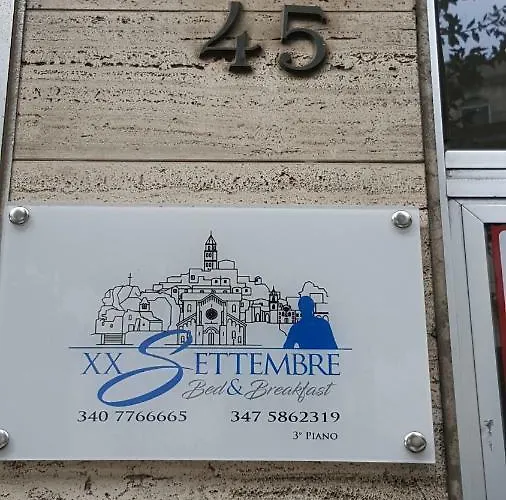 45
XX SETTEMBRE
Bed & Breakfast
340 7766665 347 5862319
3° PIANO